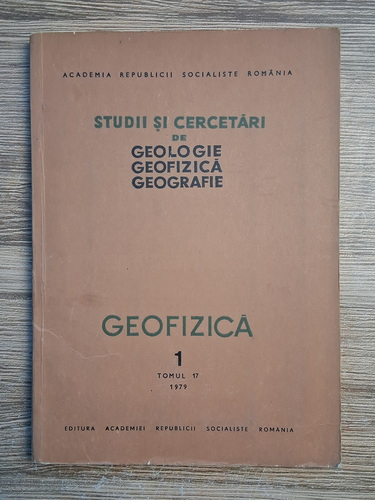 ACADEMIA REPUBLICII SOCIALISTE ROMÂNIA
STUDII ȘI CERCETĂRI
DE
GEOLOGIE
GEOFIZICĂ
GEOGRAFIE
GEOFIZICĂ
1
TOMUL 17
1979
EDITURA ACADEMIEI REPUBLICII SOCIALISTE ROMÂNIA